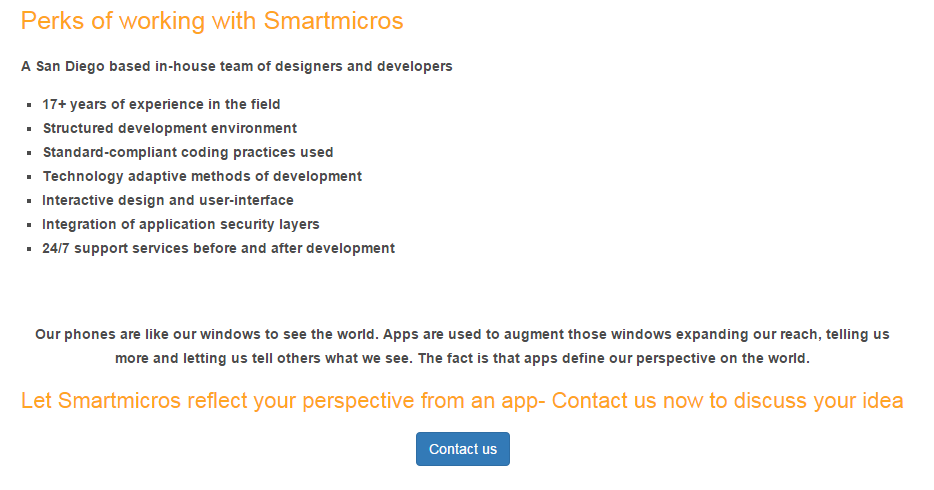 Perks of working with Smartmicros
A San Diego based in-house team of designers and developers
17+ years of experience in the field
Structured development environment
Standard-compliant coding practices used
Technology adaptive methods of development
Interactive design and user-interface
Integration of application security layers
24/7 support services before and after development
Our phones are like our windows to see the world. Apps are used to augment those windows expanding our reach, telling us
more and letting us tell others what we see. The fact is that apps define our perspective on the world.
Let Smartmicros reflect your perspective from an app- Contact us now to discuss your idea
Contact us